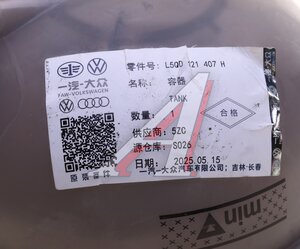 一汽-大众
FAW-VOLKSWAGEN
原装备件
零件号: L5QD 121 407 H
名称: 容器
TANK
数量: 1
合格
供应商: 5ZC
源仓库: S026
日期: 2025.05.15
一汽-大众汽车有限公司: 吉林·长春
min